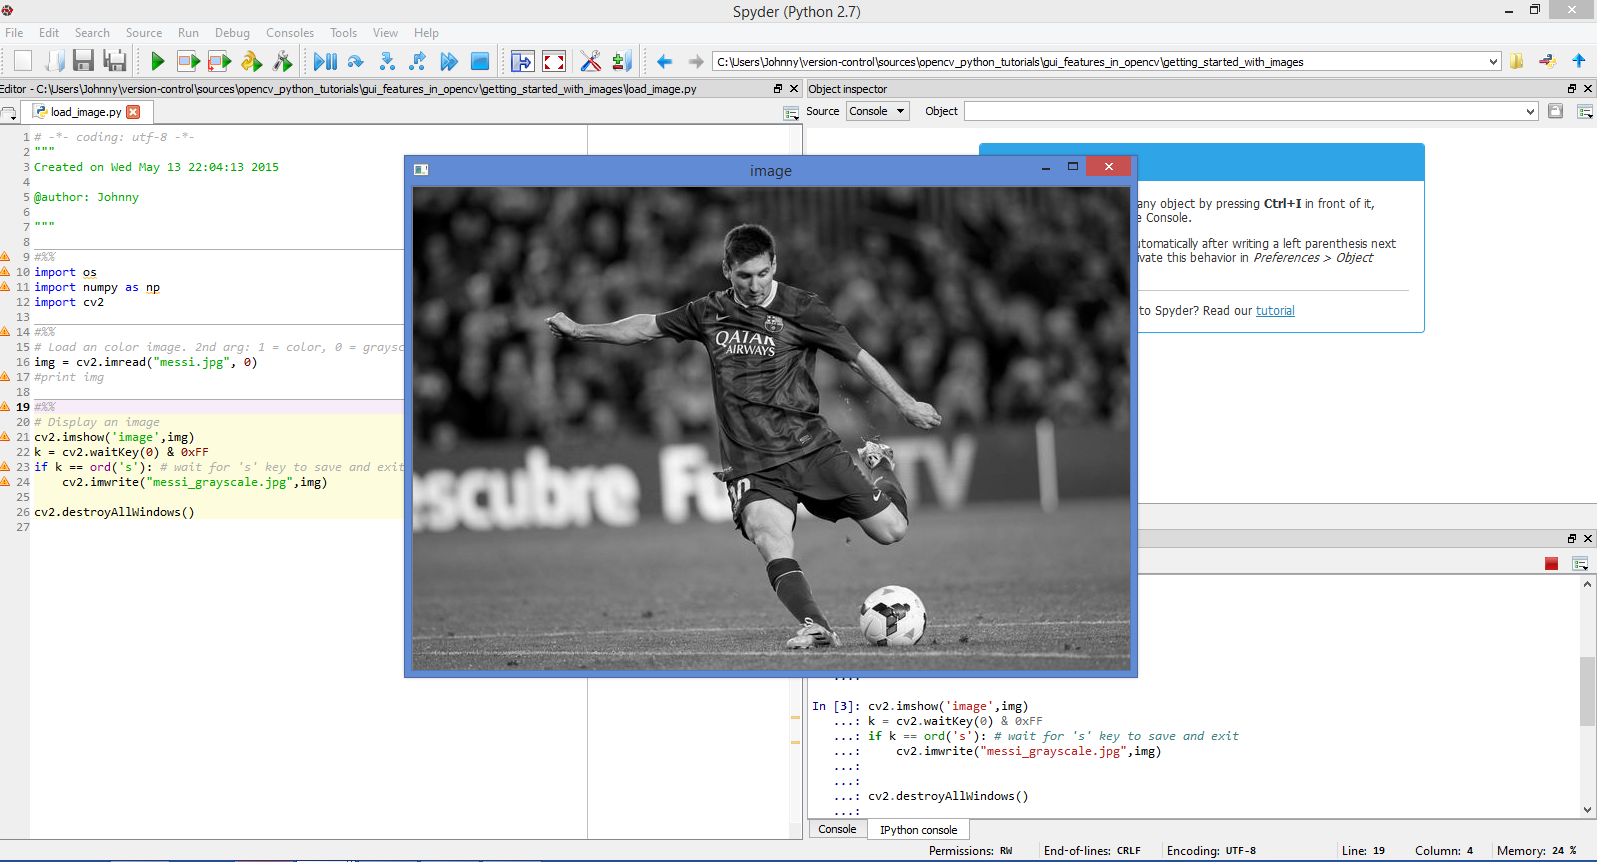 Spyder (Python 2.7)
File Edit Search Source Run Debug Consoles Tools View Help
C:\Users\Johnny\version-control\sources\opencv_python_tutorials\gui_features_in_opencv\getting_started_with_images
Editor - C:\Users\Johnny\version-control\sources\opencv_python_tutorials\gui_features_in_opencv\getting_started_with_images\load_image.py
load_image.py
1 # -*- coding: utf-8 -*-
2 """
3 Created on Wed May 13 22:04:13 2015
4
5 @author: Johnny
6
7 """
8
9 #%%
10 import os
11 import numpy as np
12 import cv2
13
14 #%%
15 # Load an color image. 2nd arg: 1 = color, 0 = graysc
16 img = cv2.imread("messi.jpg", 0)
17 #print img
18
19 #%%
20 # Display an image
21 cv2.imshow('image',img)
22 k = cv2.waitKey(0) & 0xFF
23 if k == ord('s'): # wait for 's' key to save and exit
24     cv2.imwrite("messi_grayscale.jpg",img)
25
26 cv2.destroyAllWindows()
27
image
QATAR
AIRWAYS
escubre Fu TV
10
Object inspector
Source Console Object
any object by pressing Ctrl+I in front of it,
e Console.
utomatically after writing a left parenthesis next
ivate this behavior in Preferences > Object
to Spyder? Read our tutorial
...:
In [3]: cv2.imshow('image',img)
...: k = cv2.waitKey(0) & 0xFF
...: if k == ord('s'): # wait for 's' key to save and exit
...:     cv2.imwrite("messi_grayscale.jpg",img)
...:
...:
...: cv2.destroyAllWindows()
...:
Console IPython console
Permissions: RW End-of-lines: CRLF Encoding: UTF-8 Line: 19 Column: 4 Memory: 24 %